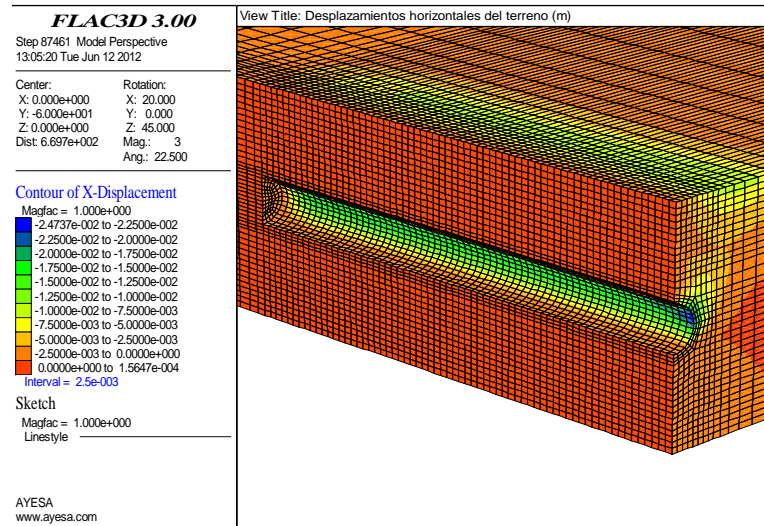 FLAC3D 3.00
Step 87461 Model Perspective
13:05:20 Tue Jun 12 2012
Center:
X: 0.000e+000
Y: -6.000e+001
Z: 0.000e+000
Dist: 6.697e+002
Rotation:
X: 20.000
Y: 0.000
Z: 45.000
Mag.: 3
Ang.: 22.500
Contour of X-Displacement
Magfac = 1.000e+000
-2.4737e-002 to -2.2500e-002
-2.2500e-002 to -2.0000e-002
-2.0000e-002 to -1.7500e-002
-1.7500e-002 to -1.5000e-002
-1.5000e-002 to -1.2500e-002
-1.2500e-002 to -1.0000e-002
-1.0000e-002 to -7.5000e-003
-7.5000e-003 to -5.0000e-003
-5.0000e-003 to -2.5000e-003
-2.5000e-003 to 0.0000e+000
0.0000e+000 to 1.5647e-004
Interval = 2.5e-003
Sketch
Magfac = 1.000e+000
Linestyle
AYESA
www.ayesa.com
View Title: Desplazamientos horizontales del terreno (m)